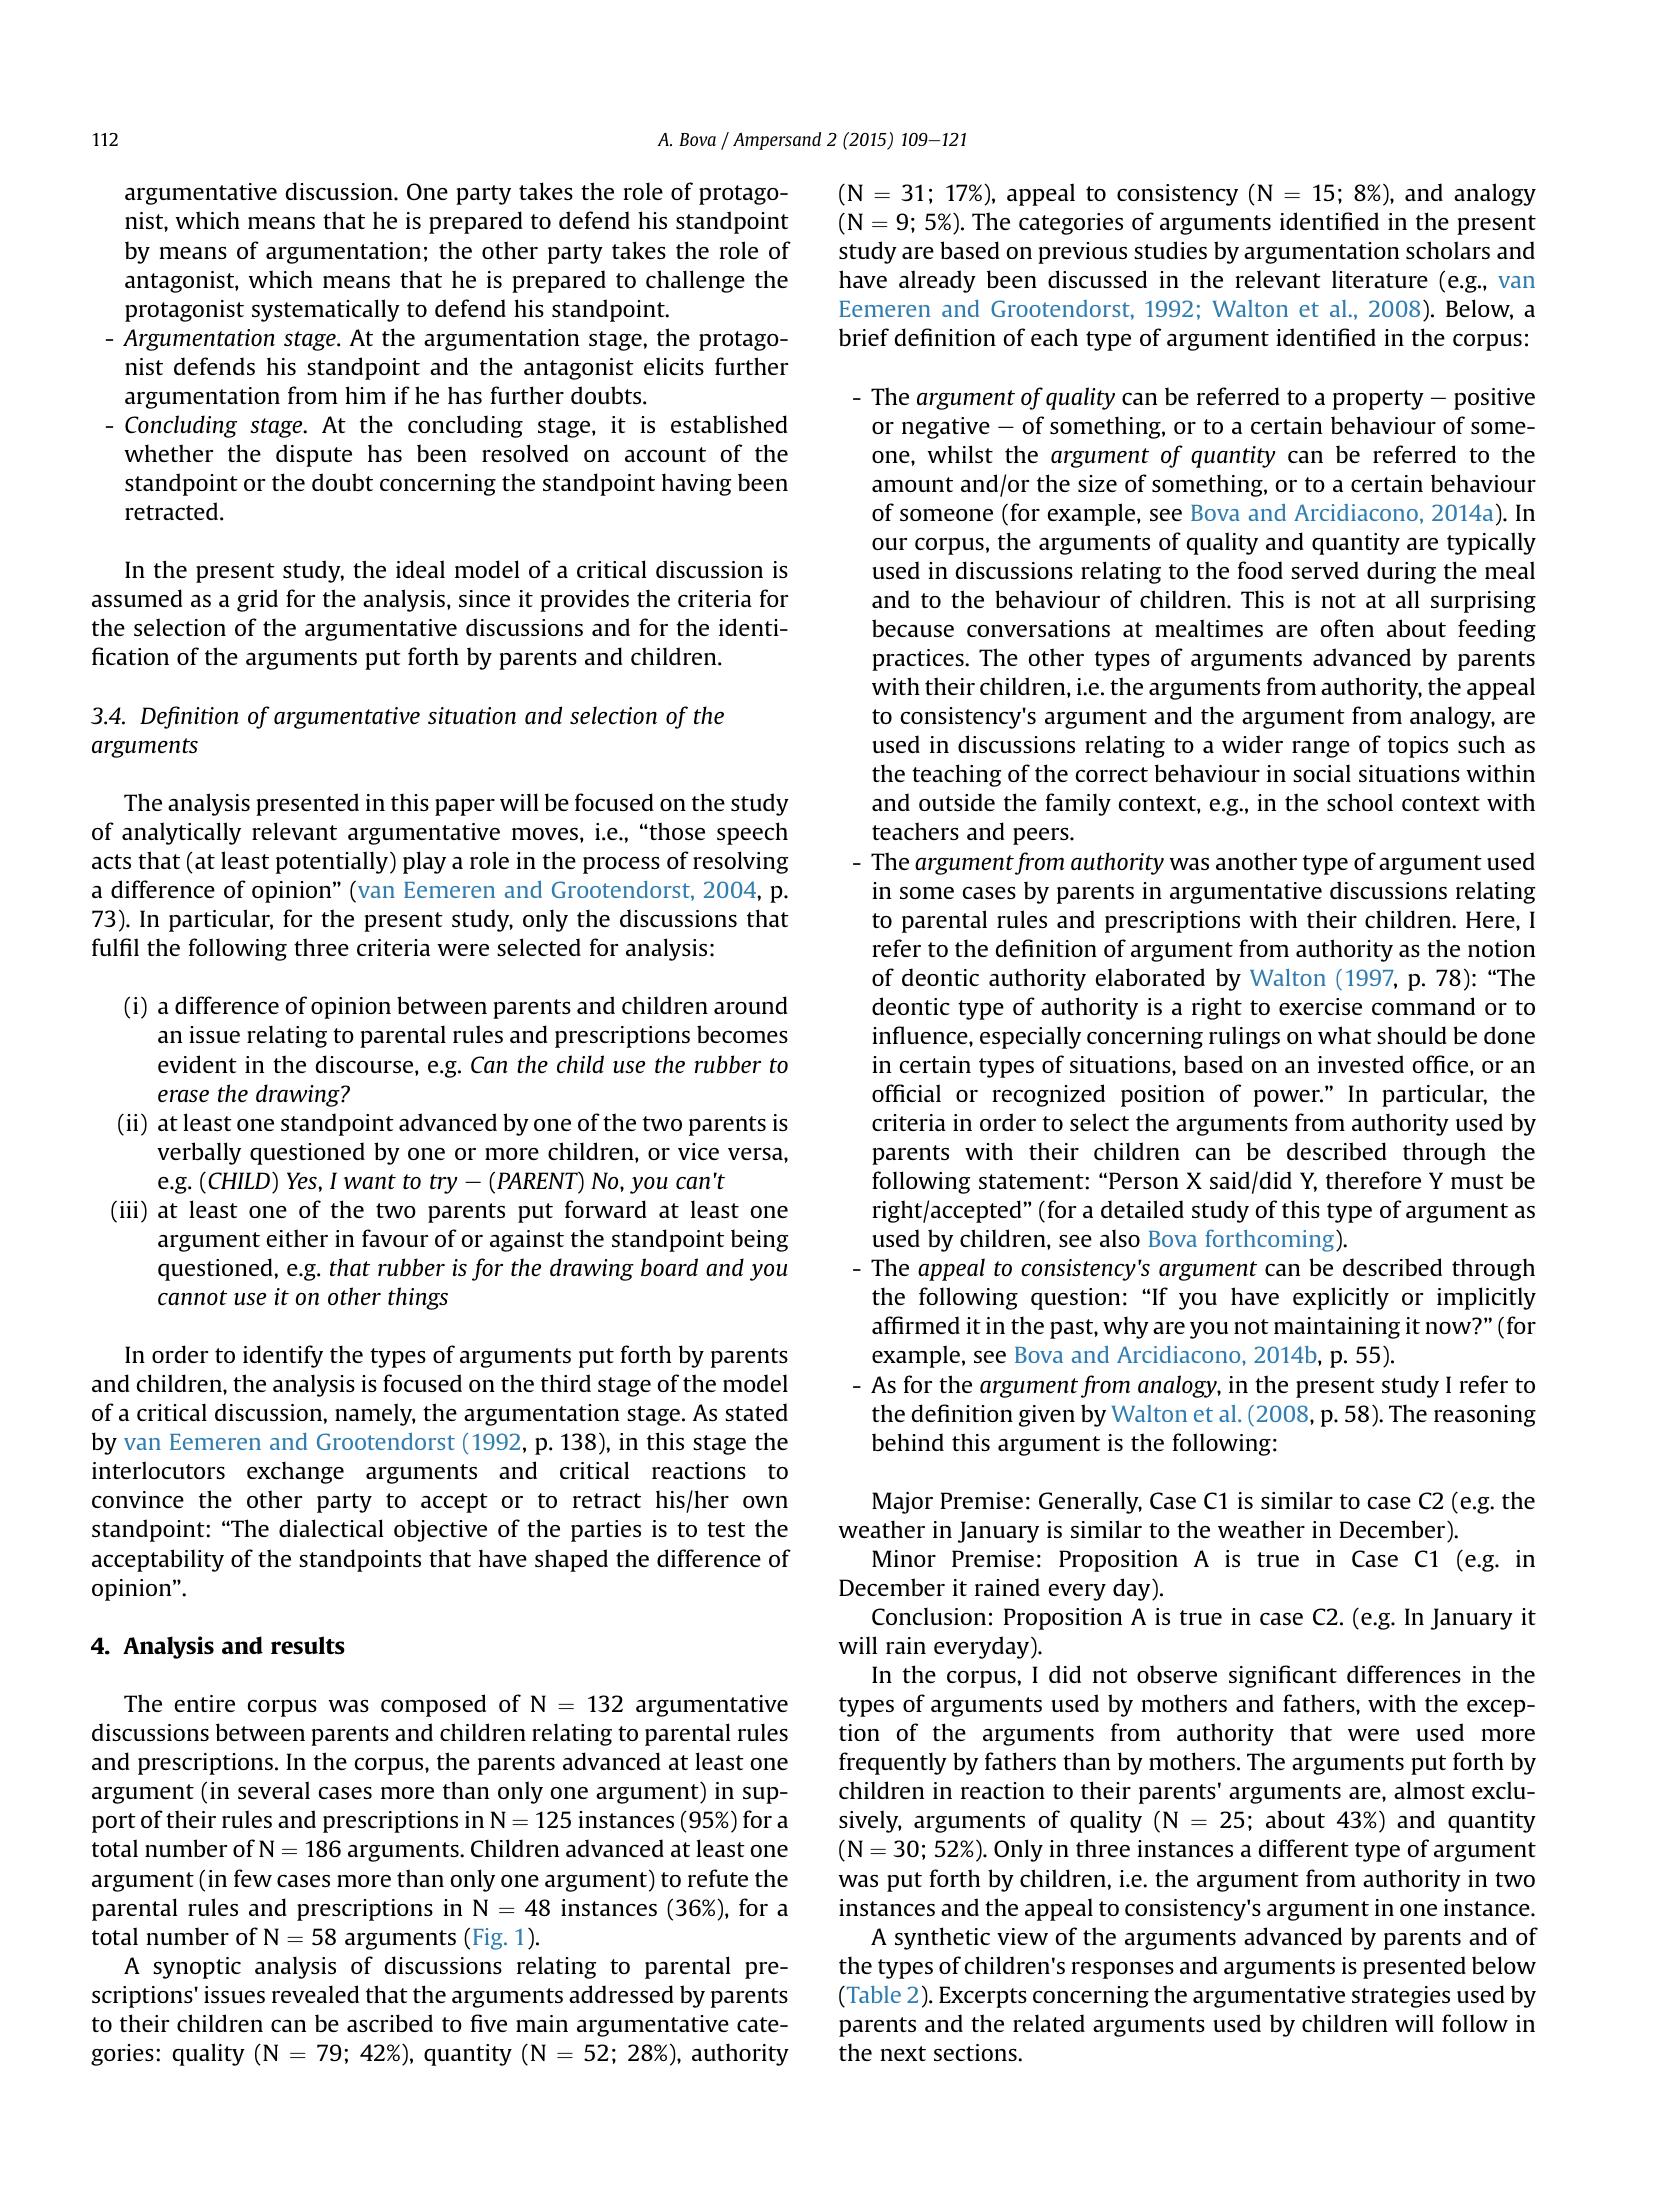 112
A. Bova / Ampersand 2 (2015) 109–121
argumentative discussion. One party takes the role of protago-
nist, which means that he is prepared to defend his standpoint
by means of argumentation; the other party takes the role of
antagonist, which means that he is prepared to challenge the
protagonist systematically to defend his standpoint.
- Argumentation stage. At the argumentation stage, the protago-
nist defends his standpoint and the antagonist elicits further
argumentation from him if he has further doubts.
- Concluding stage. At the concluding stage, it is established
whether the dispute has been resolved on account of the
standpoint or the doubt concerning the standpoint having been
retracted.
In the present study, the ideal model of a critical discussion is
assumed as a grid for the analysis, since it provides the criteria for
the selection of the argumentative discussions and for the identi-
fication of the arguments put forth by parents and children.
3.4. Definition of argumentative situation and selection of the
arguments
The analysis presented in this paper will be focused on the study
of analytically relevant argumentative moves, i.e., “those speech
acts that (at least potentially) play a role in the process of resolving
a difference of opinion” (van Eemeren and Grootendorst, 2004, p.
73). In particular, for the present study, only the discussions that
fulfil the following three criteria were selected for analysis:
(i) a difference of opinion between parents and children around
an issue relating to parental rules and prescriptions becomes
evident in the discourse, e.g. Can the child use the rubber to
erase the drawing?
(ii) at least one standpoint advanced by one of the two parents is
verbally questioned by one or more children, or vice versa,
e.g. (CHILD) Yes, I want to try – (PARENT) No, you can't
(iii) at least one of the two parents put forward at least one
argument either in favour of or against the standpoint being
questioned, e.g. that rubber is for the drawing board and you
cannot use it on other things
In order to identify the types of arguments put forth by parents
and children, the analysis is focused on the third stage of the model
of a critical discussion, namely, the argumentation stage. As stated
by van Eemeren and Grootendorst (1992, p. 138), in this stage the
interlocutors exchange arguments and critical reactions to
convince the other party to accept or to retract his/her own
standpoint: “The dialectical objective of the parties is to test the
acceptability of the standpoints that have shaped the difference of
opinion”.
4. Analysis and results
The entire corpus was composed of N = 132 argumentative
discussions between parents and children relating to parental rules
and prescriptions. In the corpus, the parents advanced at least one
argument (in several cases more than only one argument) in sup-
port of their rules and prescriptions in N = 125 instances (95%) for a
total number of N = 186 arguments. Children advanced at least one
argument (in few cases more than only one argument) to refute the
parental rules and prescriptions in N = 48 instances (36%), for a
total number of N = 58 arguments (Fig. 1).
A synoptic analysis of discussions relating to parental pre-
scriptions' issues revealed that the arguments addressed by parents
to their children can be ascribed to five main argumentative cate-
gories: quality (N = 79; 42%), quantity (N = 52; 28%), authority
(N = 31; 17%), appeal to consistency (N = 15; 8%), and analogy
(N = 9; 5%). The categories of arguments identified in the present
study are based on previous studies by argumentation scholars and
have already been discussed in the relevant literature (e.g., van
Eemeren and Grootendorst, 1992; Walton et al., 2008). Below, a
brief definition of each type of argument identified in the corpus:
- The argument of quality can be referred to a property – positive
or negative – of something, or to a certain behaviour of some-
one, whilst the argument of quantity can be referred to the
amount and/or the size of something, or to a certain behaviour
of someone (for example, see Bova and Arcidiacono, 2014a). In
our corpus, the arguments of quality and quantity are typically
used in discussions relating to the food served during the meal
and to the behaviour of children. This is not at all surprising
because conversations at mealtimes are often about feeding
practices. The other types of arguments advanced by parents
with their children, i.e. the arguments from authority, the appeal
to consistency's argument and the argument from analogy, are
used in discussions relating to a wider range of topics such as
the teaching of the correct behaviour in social situations within
and outside the family context, e.g., in the school context with
teachers and peers.
- The argument from authority was another type of argument used
in some cases by parents in argumentative discussions relating
to parental rules and prescriptions with their children. Here, I
refer to the definition of argument from authority as the notion
of deontic authority elaborated by Walton (1997, p. 78): “The
deontic type of authority is a right to exercise command or to
influence, especially concerning rulings on what should be done
in certain types of situations, based on an invested office, or an
official or recognized position of power.” In particular, the
criteria in order to select the arguments from authority used by
parents with their children can be described through the
following statement: “Person X said/did Y, therefore Y must be
right/accepted” (for a detailed study of this type of argument as
used by children, see also Bova forthcoming).
- The appeal to consistency's argument can be described through
the following question: “If you have explicitly or implicitly
affirmed it in the past, why are you not maintaining it now?” (for
example, see Bova and Arcidiacono, 2014b, p. 55).
- As for the argument from analogy, in the present study I refer to
the definition given by Walton et al. (2008, p. 58). The reasoning
behind this argument is the following:
Major Premise: Generally, Case C1 is similar to case C2 (e.g. the
weather in January is similar to the weather in December).
Minor Premise: Proposition A is true in Case C1 (e.g. in
December it rained every day).
Conclusion: Proposition A is true in case C2. (e.g. In January it
will rain everyday).
In the corpus, I did not observe significant differences in the
types of arguments used by mothers and fathers, with the excep-
tion of the arguments from authority that were used more
frequently by fathers than by mothers. The arguments put forth by
children in reaction to their parents' arguments are, almost exclu-
sively, arguments of quality (N = 25; about 43%) and quantity
(N = 30; 52%). Only in three instances a different type of argument
was put forth by children, i.e. the argument from authority in two
instances and the appeal to consistency's argument in one instance.
A synthetic view of the arguments advanced by parents and of
the types of children's responses and arguments is presented below
(Table 2). Excerpts concerning the argumentative strategies used by
parents and the related arguments used by children will follow in
the next sections.